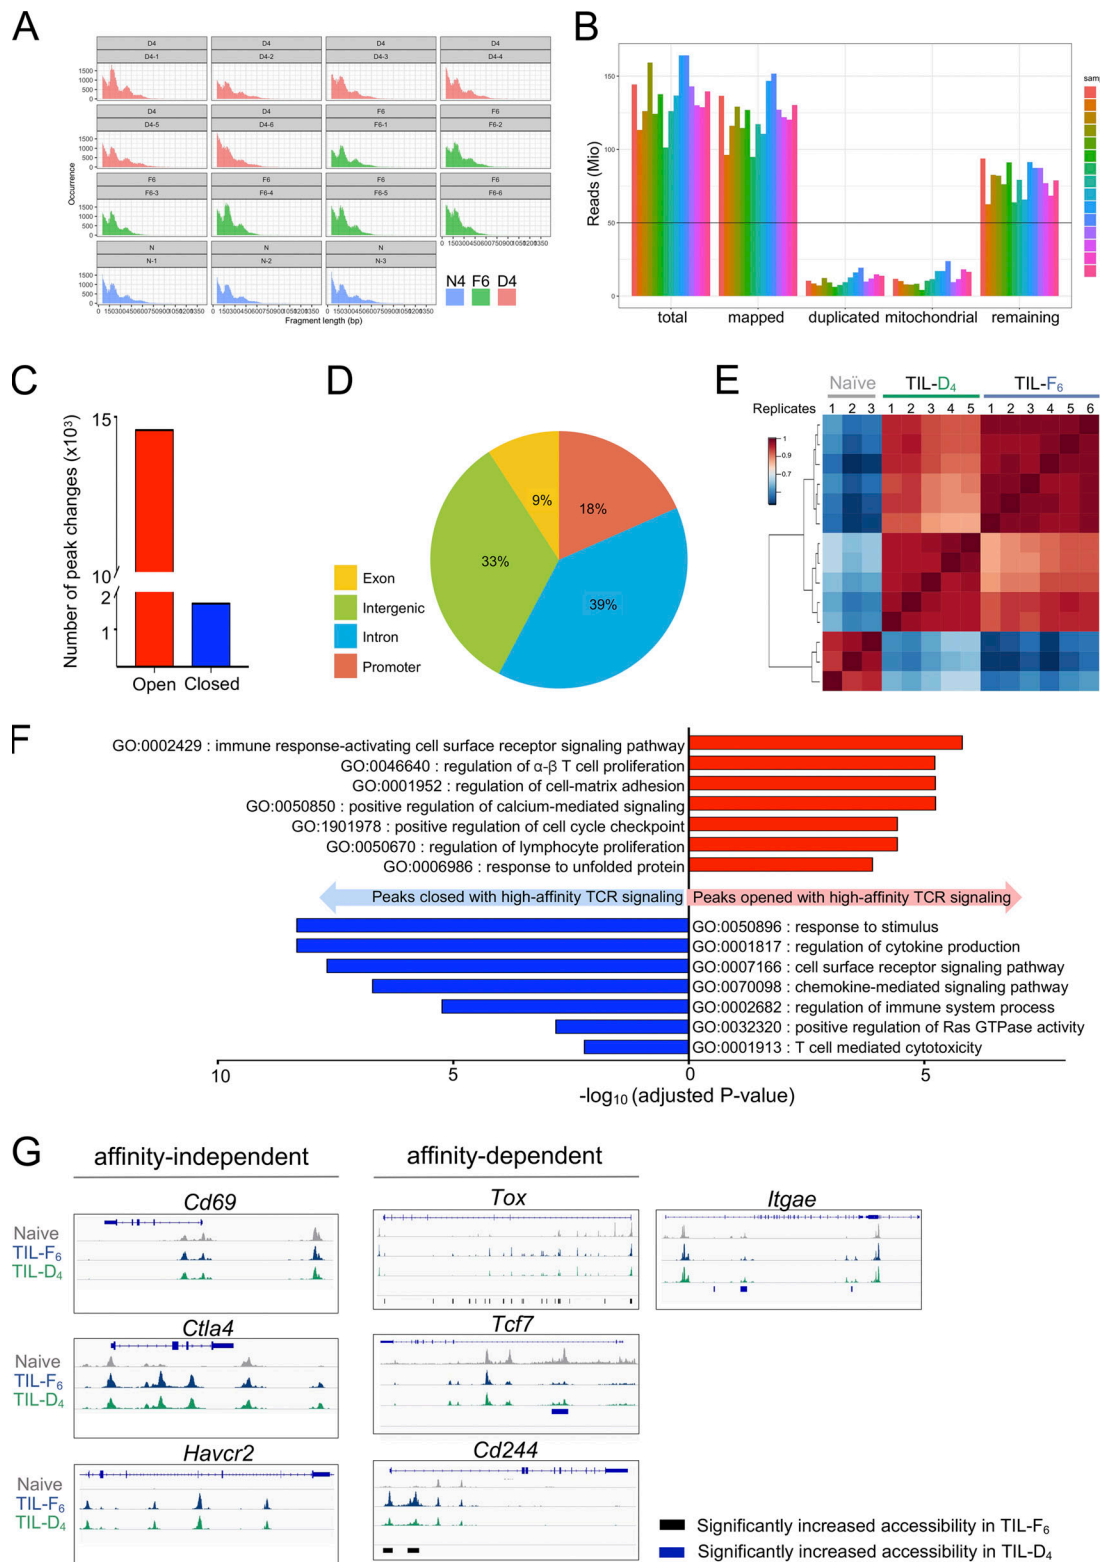 A
D4 D4 D4 D4
D4-1 D4-2 D4-3 D4-4
1500
1000
500
0
D4 D4 F6 F6
D4-5 D4-6 F6-1 F6-2
1500
1000
500
0
F6 F6 F6 F6
F6-3 F6-4 F6-5 F6-6
1500
1000
500
0
N N N
N-1 N-2 N-3
1500
1000
500
0
Occurrence
Fragment length (bp)
N4 F6 D4
B
Reads (Mio)
150
100
50
0
total mapped duplicated mitochondrial remaining
C
Number of peak changes (x10³)
15
10
2
1
Open Closed
D
9%
18%
33%
39%
Exon
Intergenic
Intron
Promoter
E
Naïve TIL-D₄ TIL-F₆
Replicates 1 2 3 1 2 3 4 5 1 2 3 4 5 6
1
0.9
0.7
F
GO:0002429 : immune response-activating cell surface receptor signaling pathway
GO:0046640 : regulation of α-β T cell proliferation
GO:0001952 : regulation of cell-matrix adhesion
GO:0050850 : positive regulation of calcium-mediated signaling
GO:1901978 : positive regulation of cell cycle checkpoint
GO:0050670 : regulation of lymphocyte proliferation
GO:0006986 : response to unfolded protein
Peaks closed with high-affinity TCR signaling Peaks opened with high-affinity TCR signaling
GO:0050896 : response to stimulus
GO:0001817 : regulation of cytokine production
GO:0007166 : cell surface receptor signaling pathway
GO:0070098 : chemokine-mediated signaling pathway
GO:0002682 : regulation of immune system process
GO:0032320 : positive regulation of Ras GTPase activity
GO:0001913 : T cell mediated cytotoxicity
10 5 0 5
-log₁₀ (adjusted P-value)
G
affinity-independent affinity-dependent
Cd69 Tox Itgae
Naive
TIL-F₆
TIL-D₄
Ctla4 Tcf7
Naive
TIL-F₆
TIL-D₄
Havcr2 Cd244
Naive
TIL-F₆
TIL-D₄
Significantly increased accessibility in TIL-F₆
Significantly increased accessibility in TIL-D₄